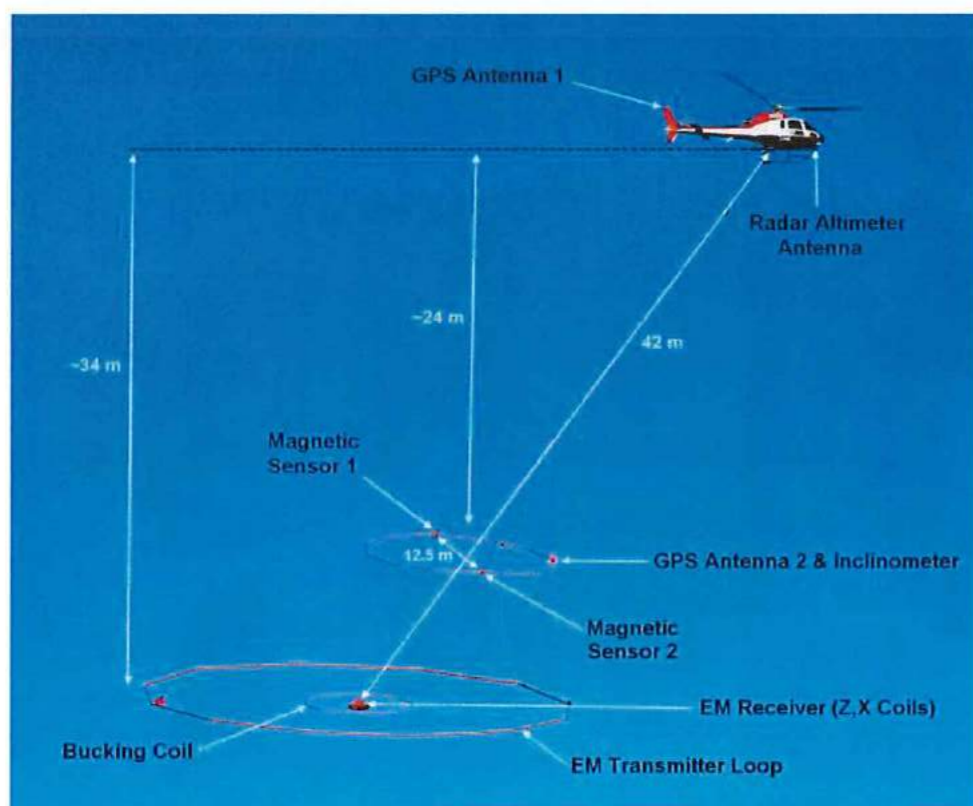 GPS Antenna 1
Radar Altimeter
Antenna
~24 m
42 m
~34 m
Magnetic
Sensor 1
12.5 m
GPS Antenna 2 & Inclinometer
Magnetic
Sensor 2
EM Receiver (Z,X Coils)
Bucking Coil
EM Transmitter Loop